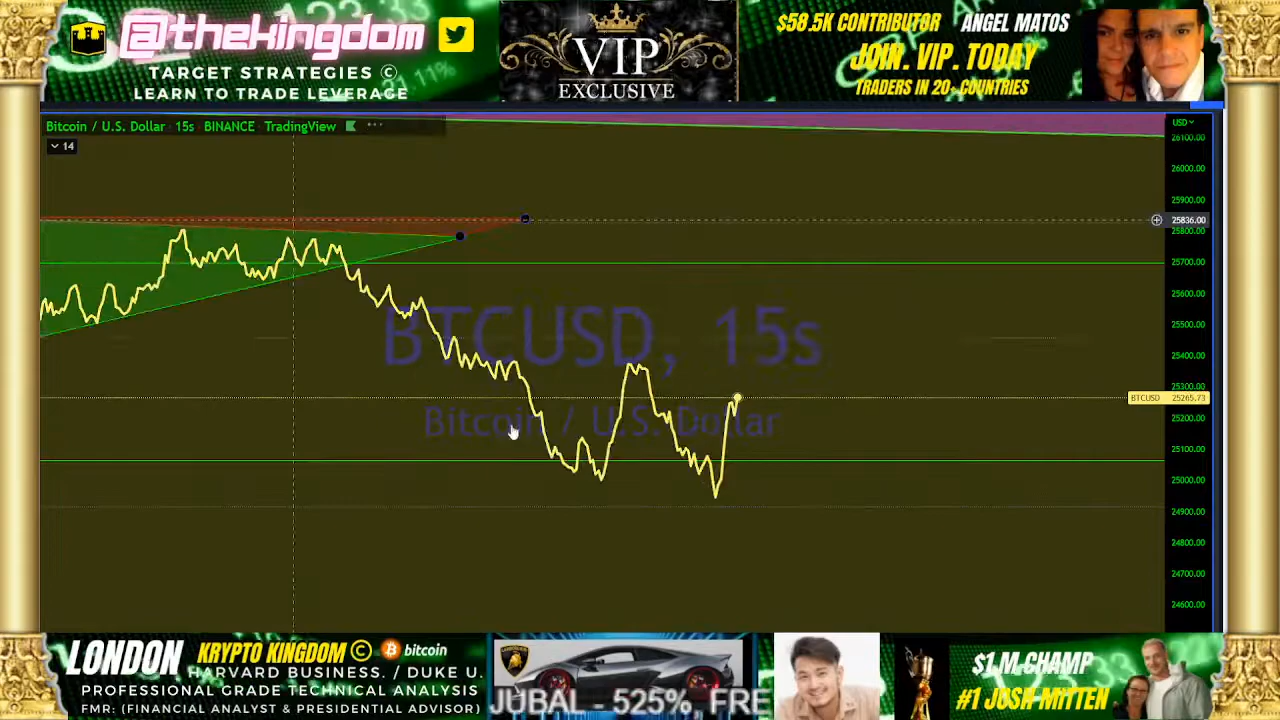 @thekingdom
TARGET STRATEGIES ©
LEARN TO TRADE LEVERAGE
VIP
EXCLUSIVE
$58.5K CONTRIBUTOR ANGEL MATOS
JOIN. VIP. TODAY
TRADERS IN 20+ COUNTRIES
Bitcoin / U.S. Dollar 15s BINANCE TradingView
14
USD
26100.00
26000.00
25900.00
25836.00
25800.00
25700.00
25600.00
25500.00
25400.00
25300.00
BTCUSD 25265.73
25200.00
25100.00
25000.00
24900.00
24800.00
24700.00
24600.00
BTCUSD, 15s
Bitcoin / U.S. Dollar
LONDON KRYPTO KINGDOM © bitcoin
HARVARD BUSINESS. / DUKE U.
PROFESSIONAL GRADE TECHNICAL ANALYSIS
FMR: (FINANCIAL ANALYST & PRESIDENTIAL ADVISOR)
JUBAL - 525%, FRE
$1 M CHAMP
#1 JOSH MITTEN